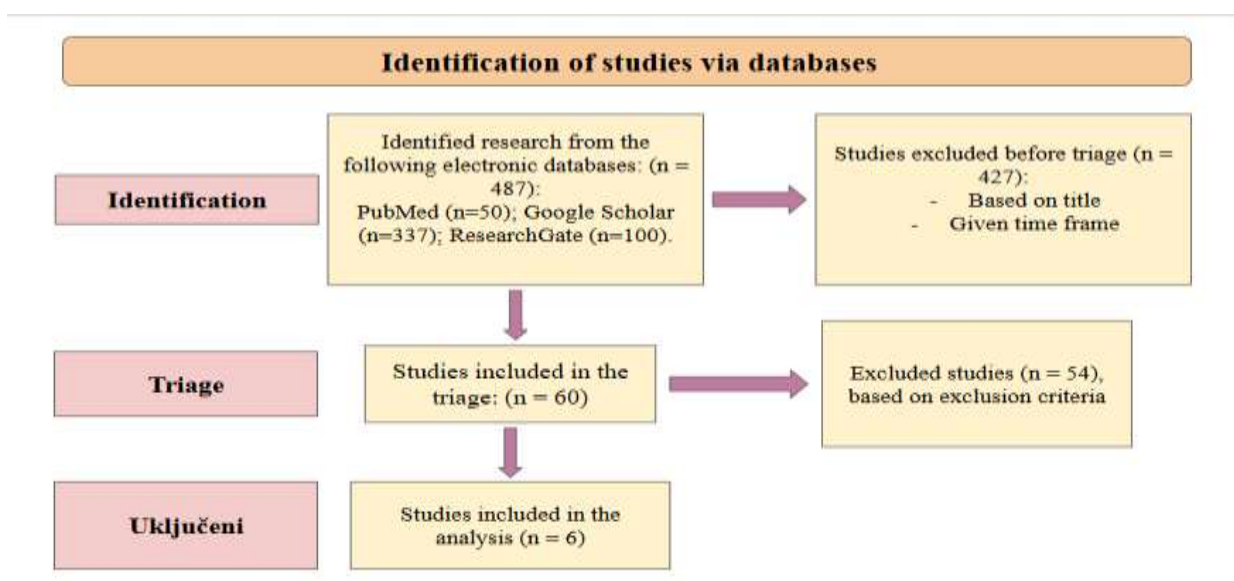 Identification of studies via databases
Identification
Identified research from the
following electronic databases: (n =
487):
PubMed (n=50); Google Scholar
(n=337); ResearchGate (n=100).
Studies excluded before triage (n =
427):
- Based on title
- Given time frame
Triage
Studies included in the
triage: (n = 60)
Excluded studies (n = 54),
based on exclusion criteria
Uključeni
Studies included in the
analysis (n = 6)